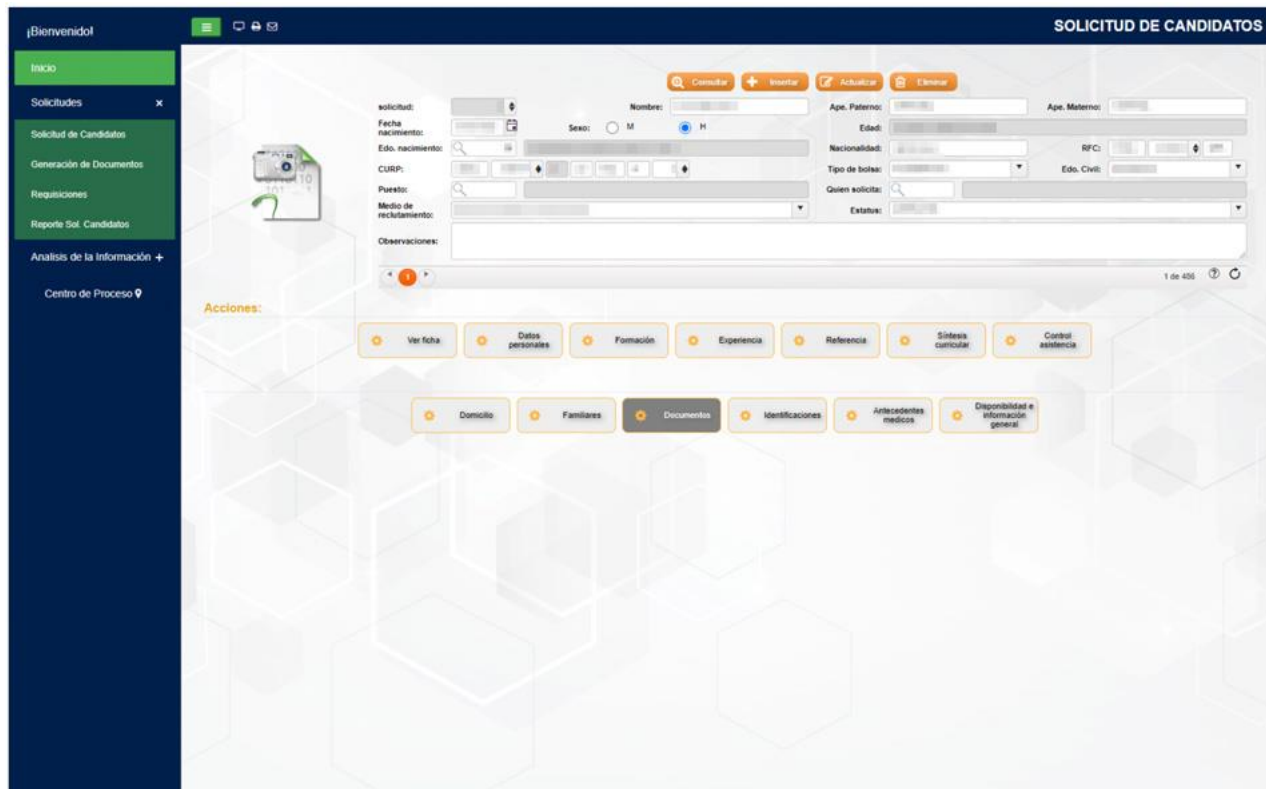 ¡Bienvenido!
SOLICITUD DE CANDIDATOS
Inicio
Solicitudes ×
Solicitud de Candidatos
Generación de Documentos
Requisiciones
Reporte Sol. Candidatos
Analisis de la Información +
Centro de Proceso
Consultar Insertar Actualizar Eliminar
solicitud: Nombre: Ape. Paterno: Ape. Materno:
Fecha nacimiento: Sexo: M H Edad:
Edo. nacimiento: Nacionalidad: RFC:
CURP: Tipo de bolsa: Edo. Civil:
Puesto: Quien solicita:
Medio de reclutamiento: Estatus:
Observaciones:
1 1 de 486
Acciones:
Ver ficha Datos personales Formación Experiencia Referencia Síntesis curricular Control asistencia
Domicilio Familiares Documentos Identificaciones Antecedentes medicos Disponibilidad e información general